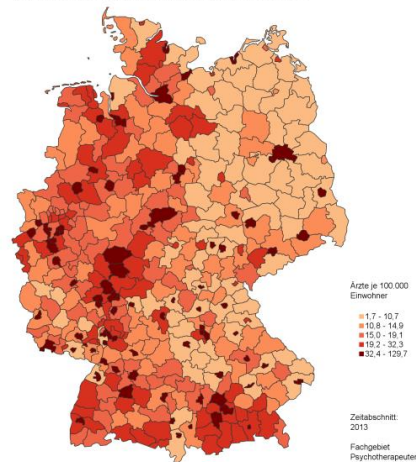 Ärzte je 100.000
Einwohner
1,7 - 10,7
10,8 - 14,9
15,0 - 19,1
19,2 - 32,3
32,4 - 129,7
Zeitabschnitt:
2013
Fachgebiet
Psychotherapeuten